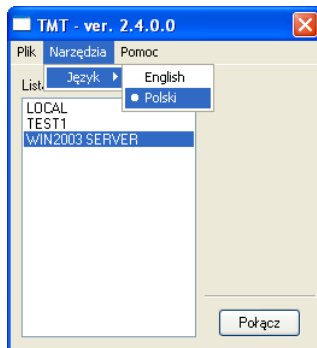 TMT - ver. 2.4.0.0
Plik Narzędzia Pomoc
Język English
Polski
LOCAL
TEST1
WIN2003 SERVER
Połącz